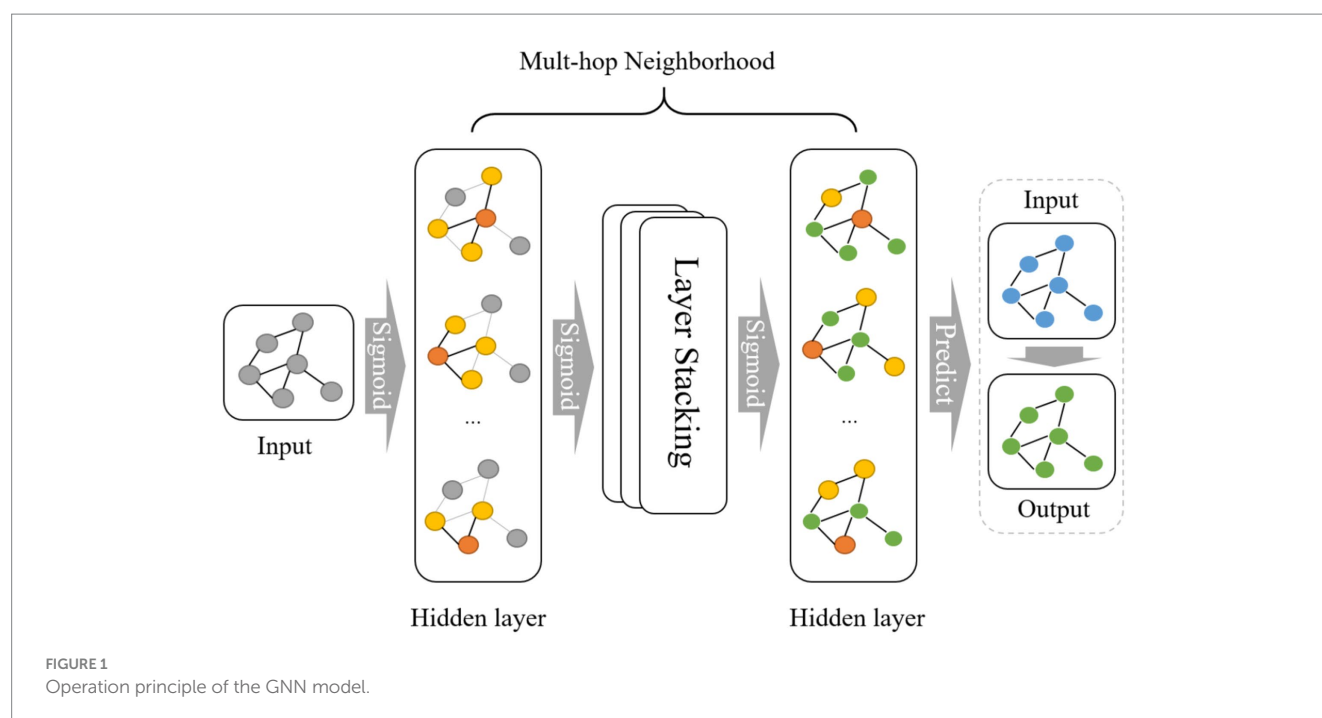 Mult-hop Neighborhood
Input
Sigmoid
...
Hidden layer
Sigmoid
Layer Stacking
Sigmoid
...
Hidden layer
Predict
Input
Output
FIGURE 1
Operation principle of the GNN model.